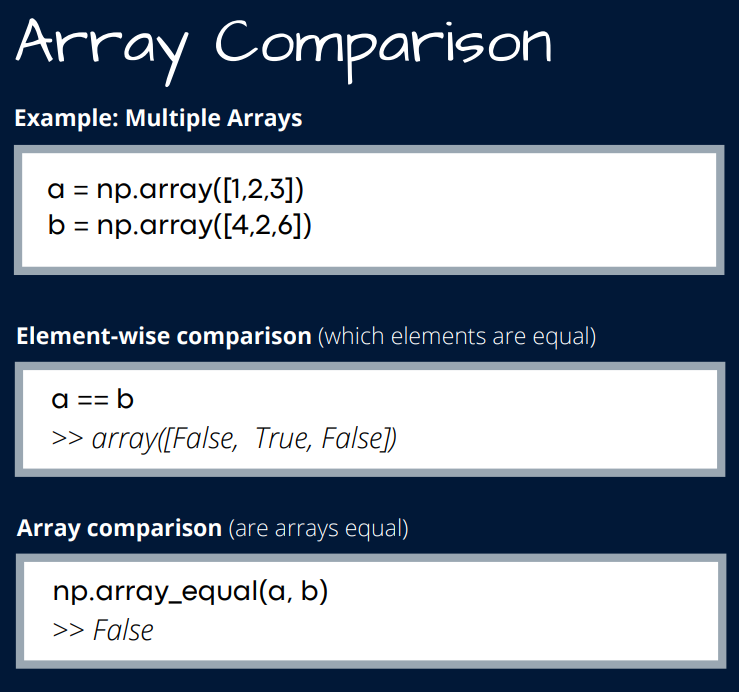 Array Comparison
Example: Multiple Arrays
a = np.array([1,2,3])
b = np.array([4,2,6])
Element-wise comparison (which elements are equal)
a == b
>> array([False,  True, False])
Array comparison (are arrays equal)
np.array_equal(a, b)
>> False